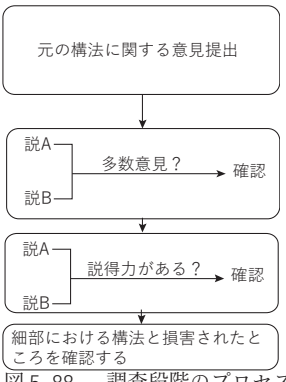 元の構法に関する意見提出
説A
多数意見？
確認
説B
説A
説得力がある？
確認
説B
細部における構法と損害されたと
ころを確認する
図5-88 調査段階のプロセス